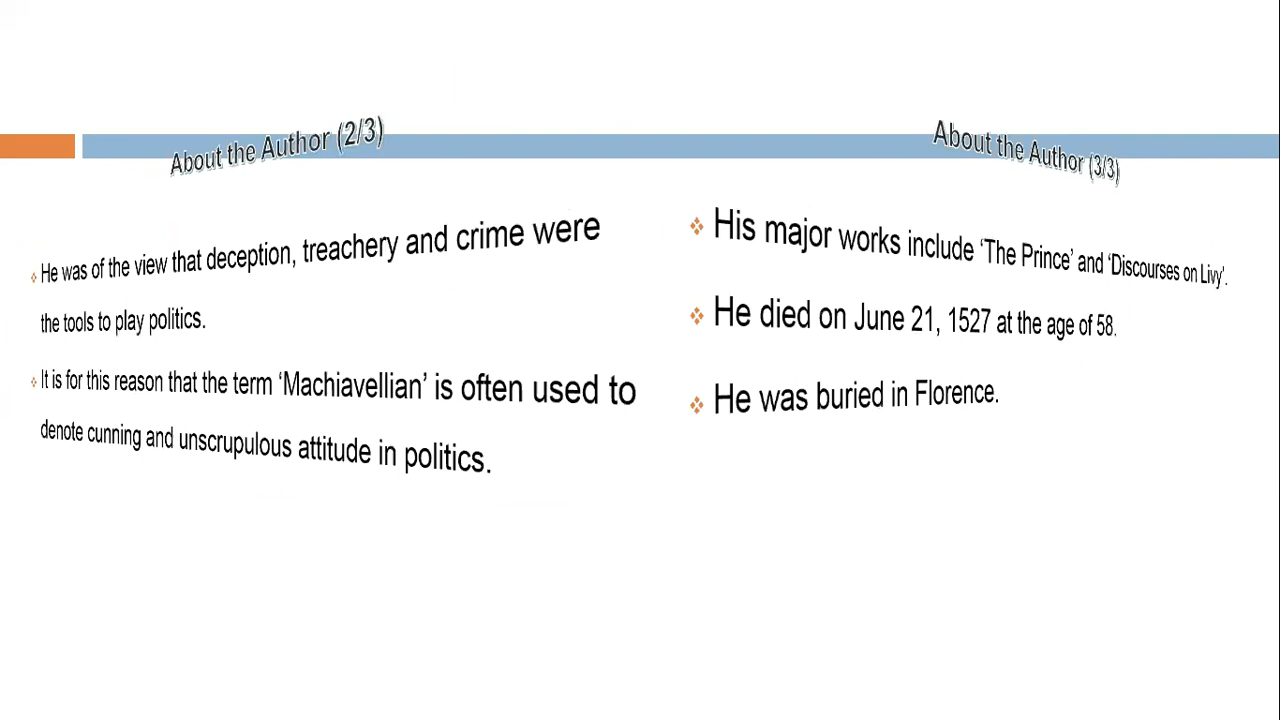 About the Author (2/3)
He was of the view that deception, treachery and crime were
the tools to play politics.
It is for this reason that the term ‘Machiavellian’ is often used to
denote cunning and unscrupulous attitude in politics.
About the Author (3/3)
His major works include ‘The Prince’ and ‘Discourses on Livy’.
He died on June 21, 1527 at the age of 58.
He was buried in Florence.